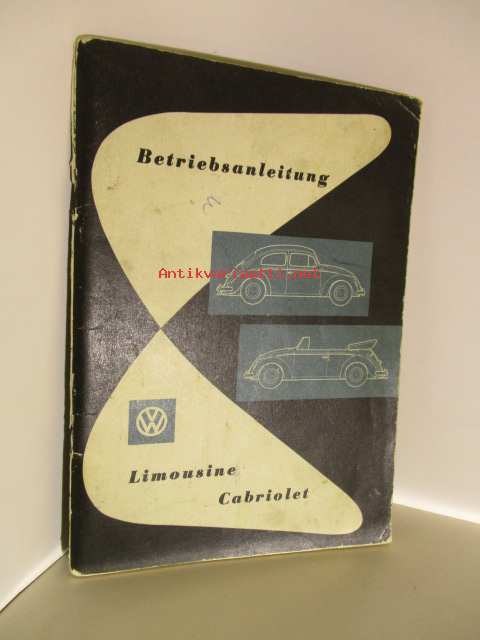 Betriebsanleitung
Antikvariaatti.net
VW
Limousine
Cabriolet